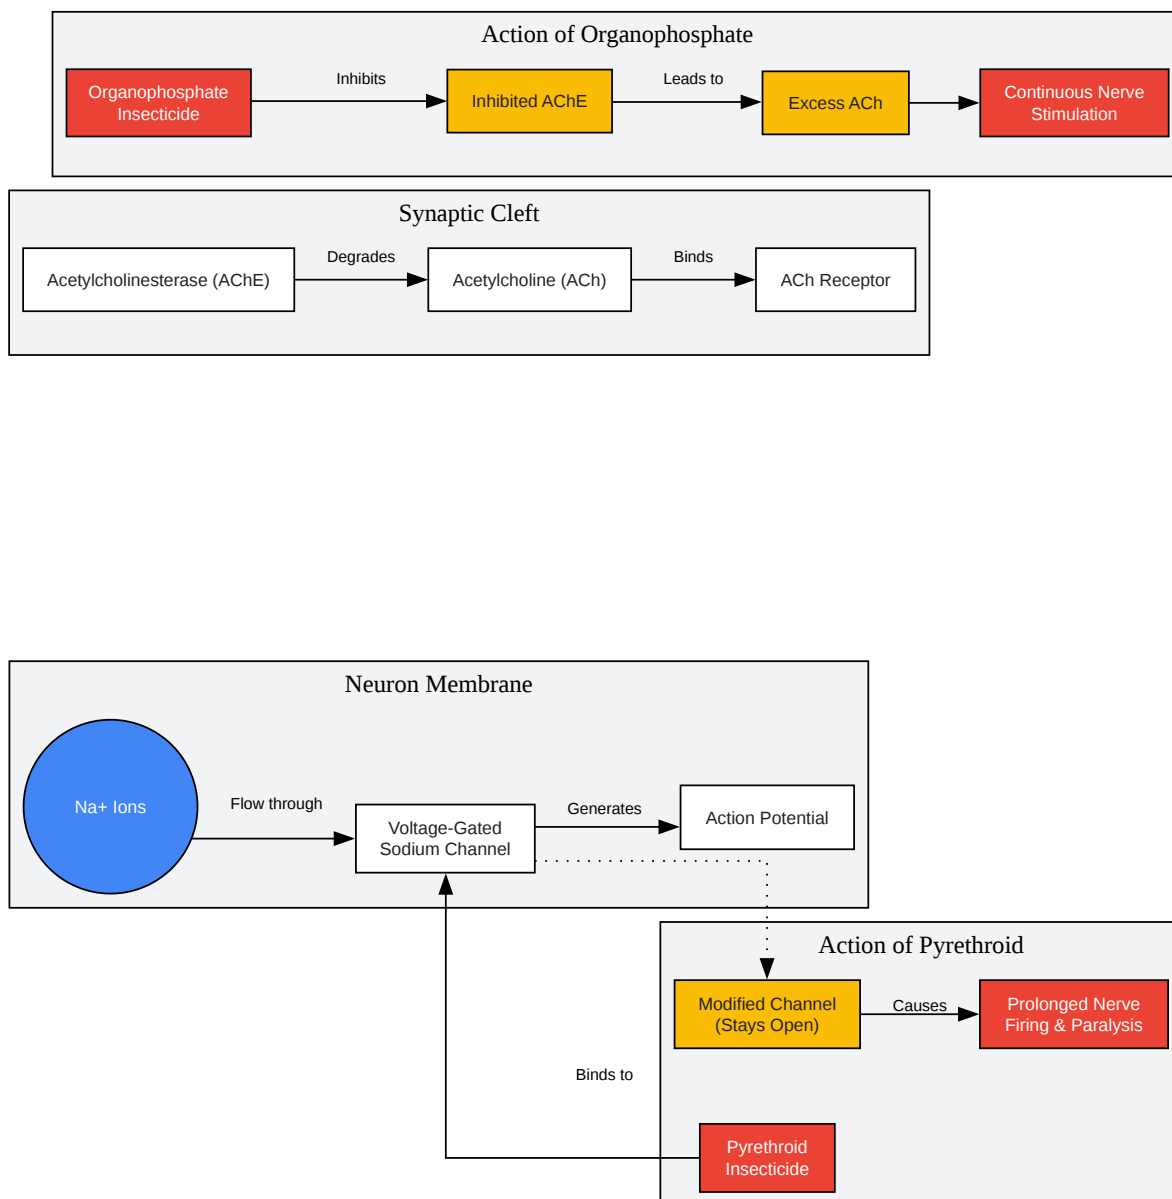 Action of Organophosphate
Organophosphate
Insecticide
Inhibits
Inhibited AChE
Leads to
Excess ACh
Continuous Nerve
Stimulation
Synaptic Cleft
Acetylcholinesterase (AChE)
Degrades
Acetylcholine (ACh)
Binds
ACh Receptor
Neuron Membrane
Na+ Ions
Flow through
Voltage-Gated
Sodium Channel
Generates
Action Potential
Action of Pyrethroid
Modified Channel
(Stays Open)
Causes
Prolonged Nerve
Firing & Paralysis
Binds to
Pyrethroid
Insecticide